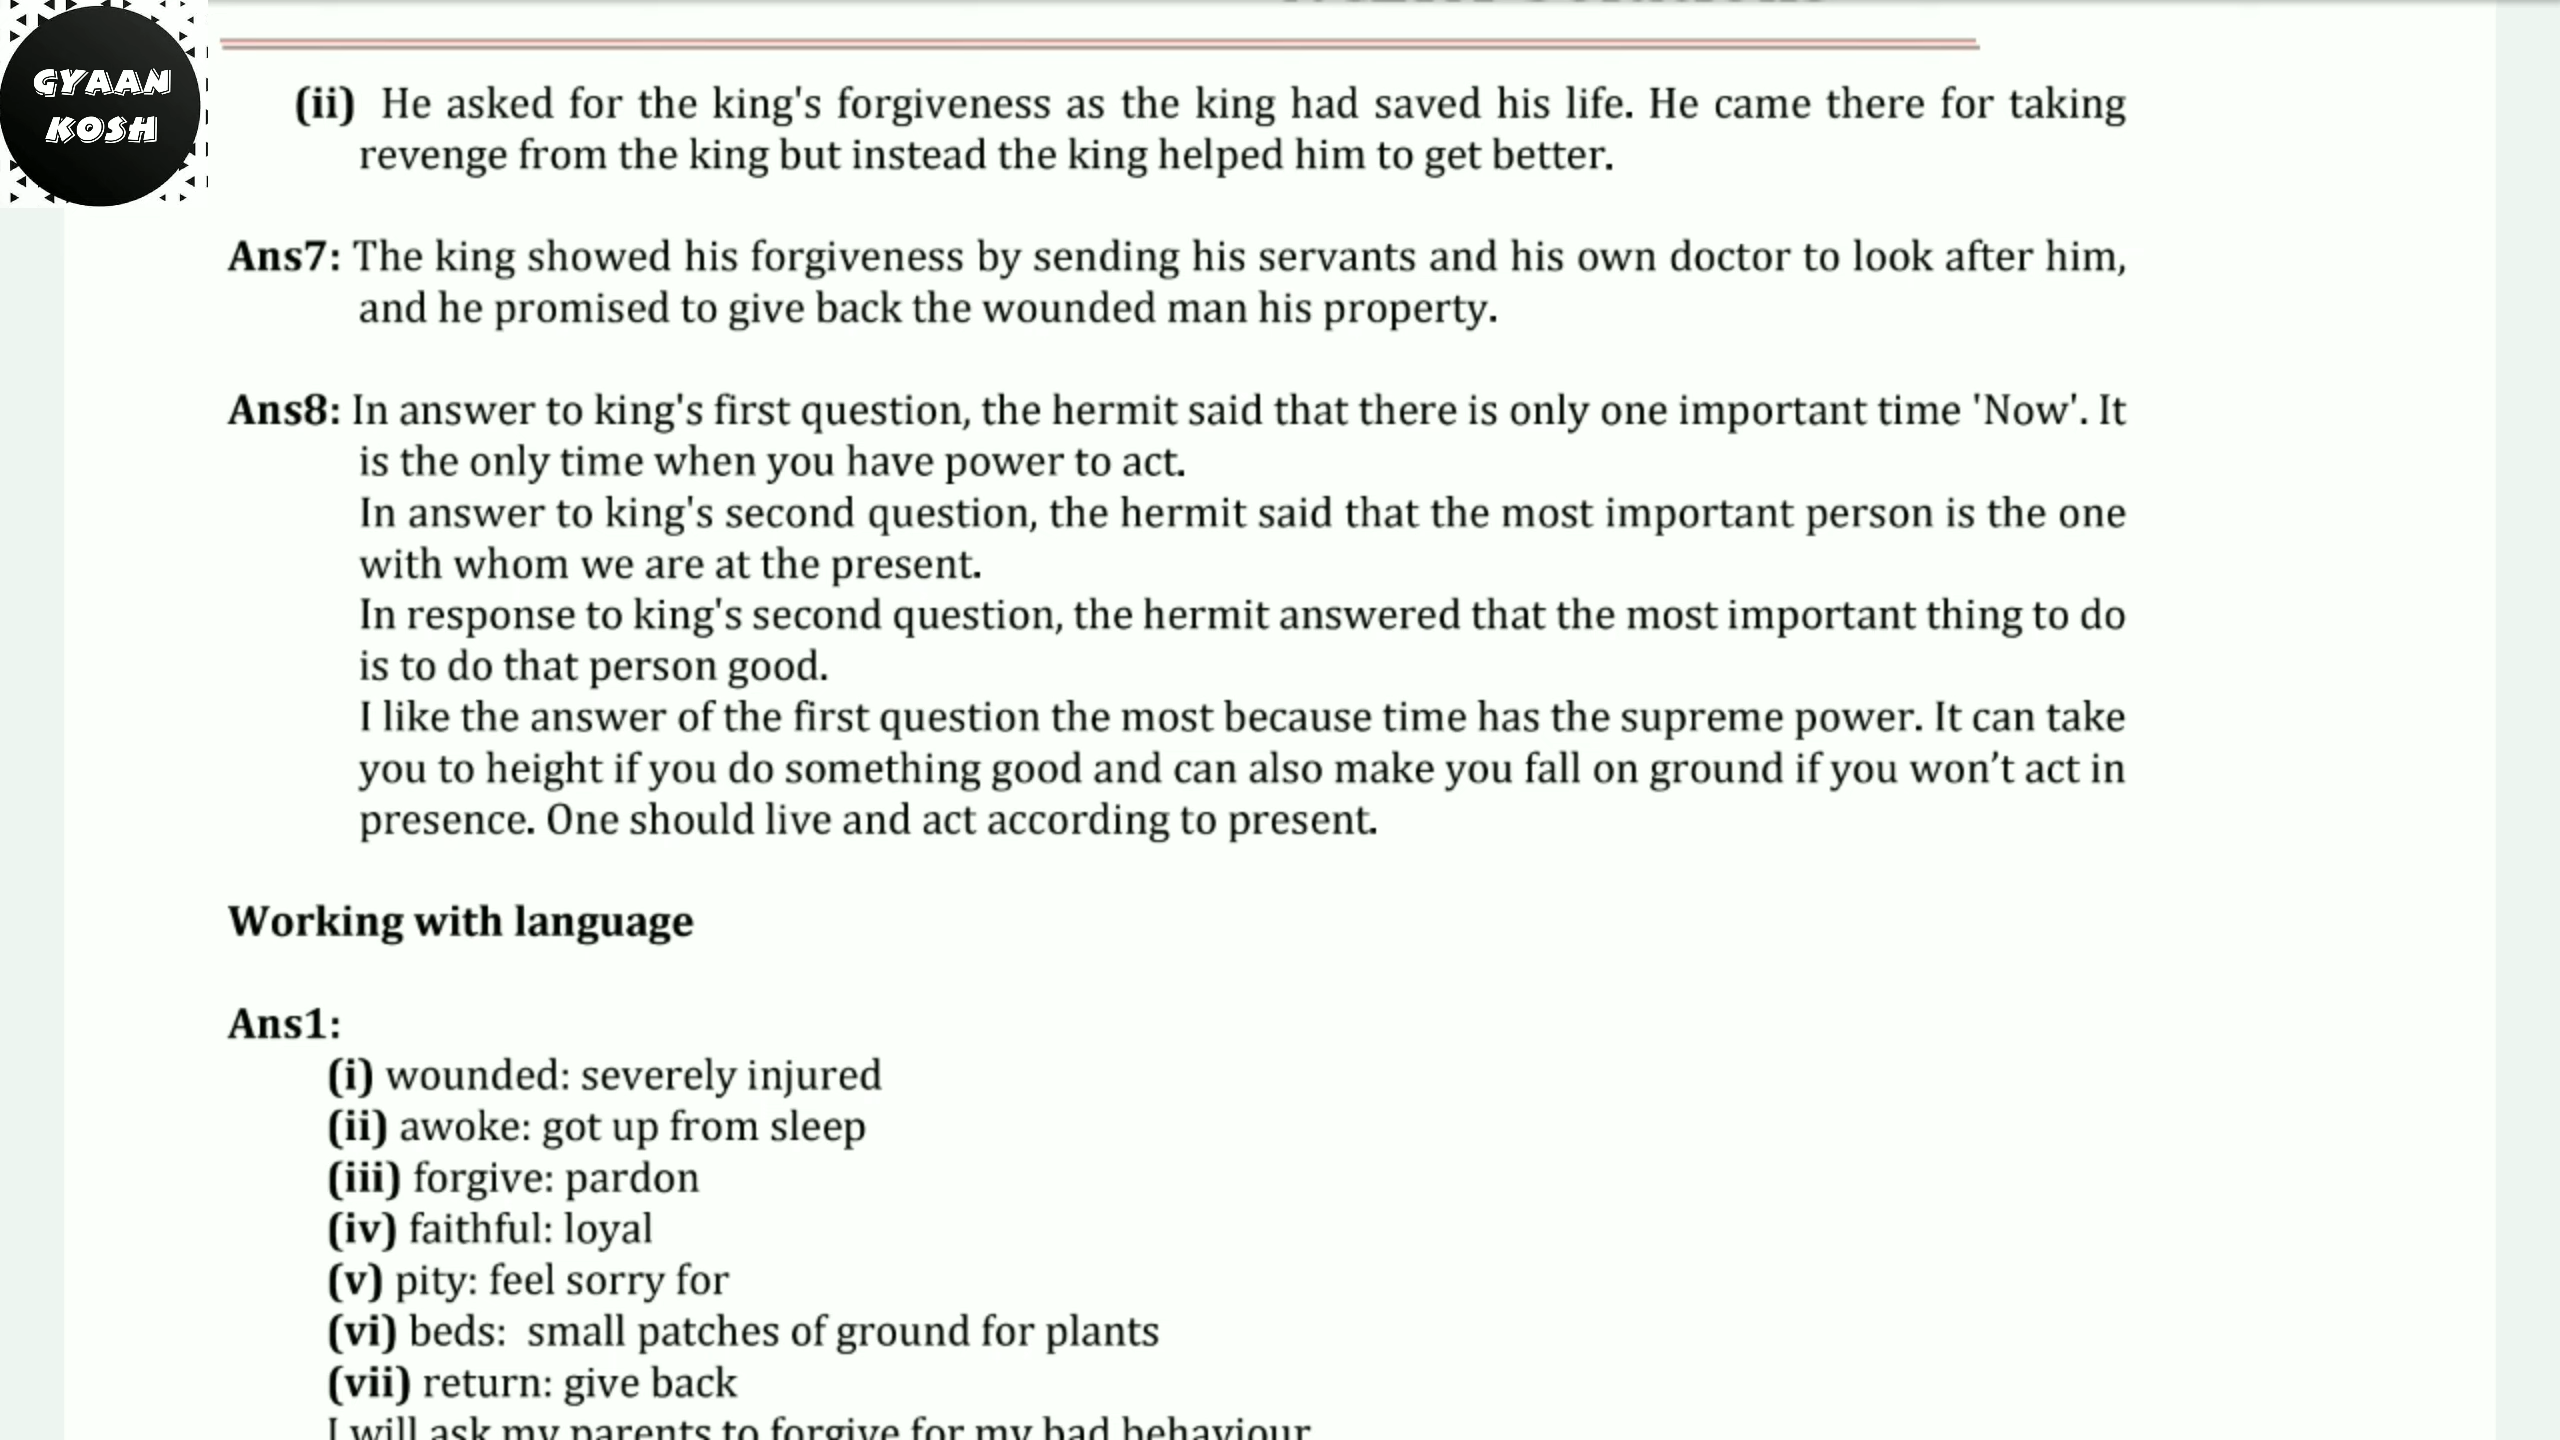 GYAAN
KOSH
(ii) He asked for the king's forgiveness as the king had saved his life. He came there for taking
revenge from the king but instead the king helped him to get better.
Ans7: The king showed his forgiveness by sending his servants and his own doctor to look after him,
and he promised to give back the wounded man his property.
Ans8: In answer to king's first question, the hermit said that there is only one important time 'Now'. It
is the only time when you have power to act.
In answer to king's second question, the hermit said that the most important person is the one
with whom we are at the present.
In response to king's second question, the hermit answered that the most important thing to do
is to do that person good.
I like the answer of the first question the most because time has the supreme power. It can take
you to height if you do something good and can also make you fall on ground if you won’t act in
presence. One should live and act according to present.
Working with language
Ans1:
(i) wounded: severely injured
(ii) awoke: got up from sleep
(iii) forgive: pardon
(iv) faithful: loyal
(v) pity: feel sorry for
(vi) beds: small patches of ground for plants
(vii) return: give back
I will ask my parents to forgive for my bad behaviour